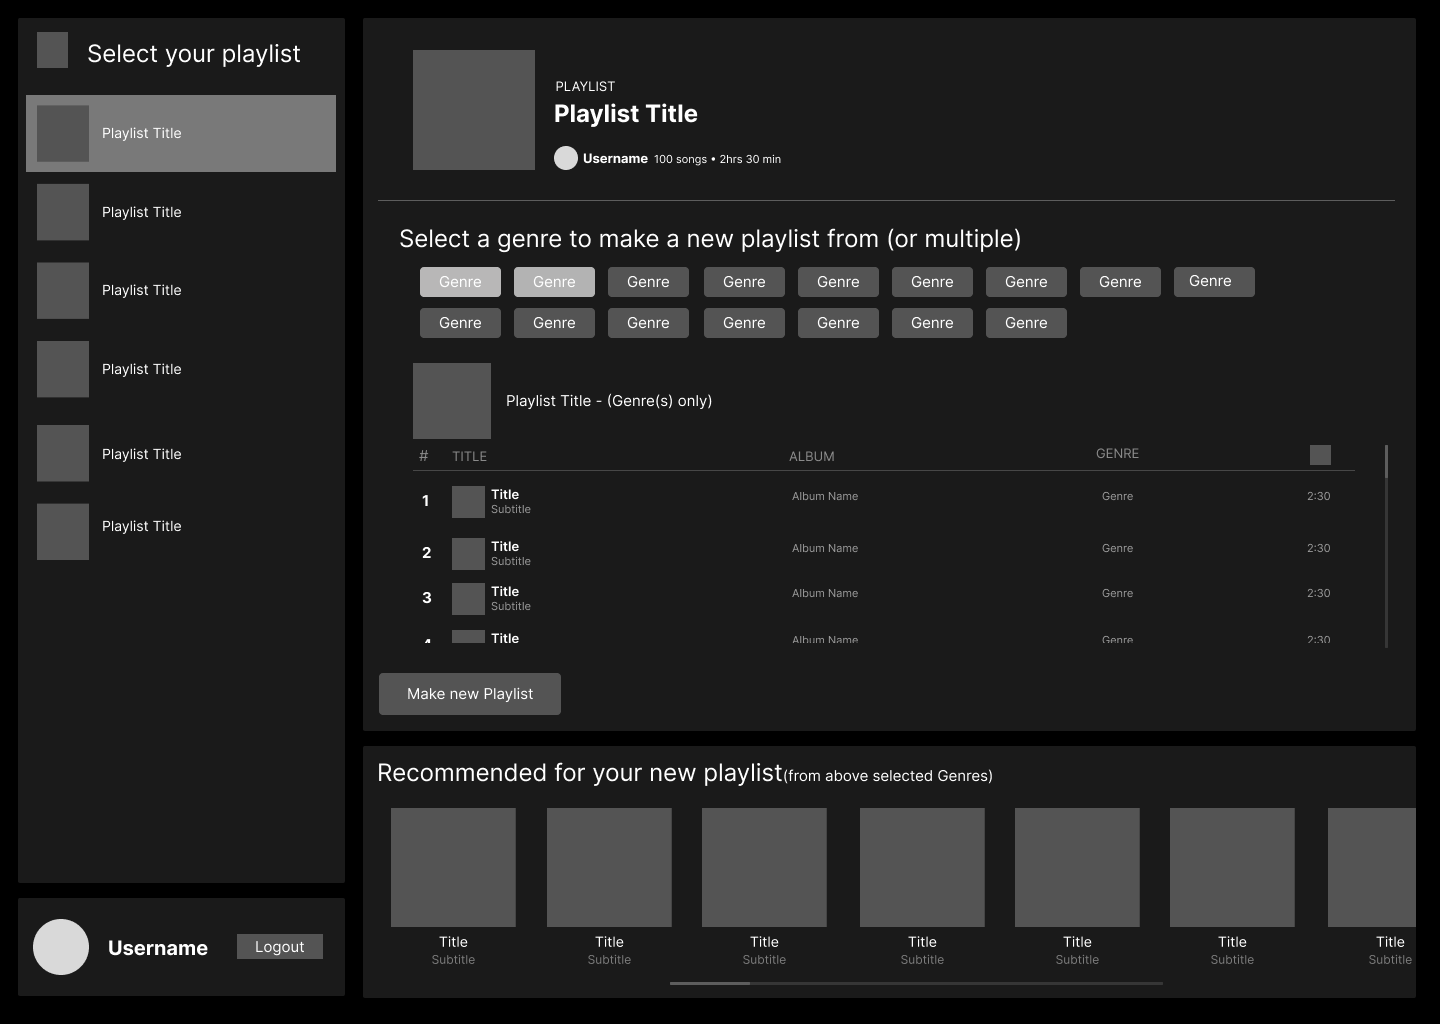 Select your playlist
Playlist Title
Playlist Title
Playlist Title
Playlist Title
Playlist Title
Playlist Title
Username Logout
PLAYLIST
Playlist Title
Username 100 songs • 2hrs 30 min
Select a genre to make a new playlist from (or multiple)
Genre Genre Genre Genre Genre Genre Genre Genre Genre
Genre Genre Genre Genre Genre Genre Genre
Playlist Title - (Genre(s) only)
# TITLE ALBUM GENRE
1 Title Album Name Genre 2:30
Subtitle
2 Title Album Name Genre 2:30
Subtitle
3 Title Album Name Genre 2:30
Subtitle
4 Title Album Name Genre 2:30
Make new Playlist
Recommended for your new playlist(from above selected Genres)
Title Title Title Title Title Title Title
Subtitle Subtitle Subtitle Subtitle Subtitle Subtitle Subtitle